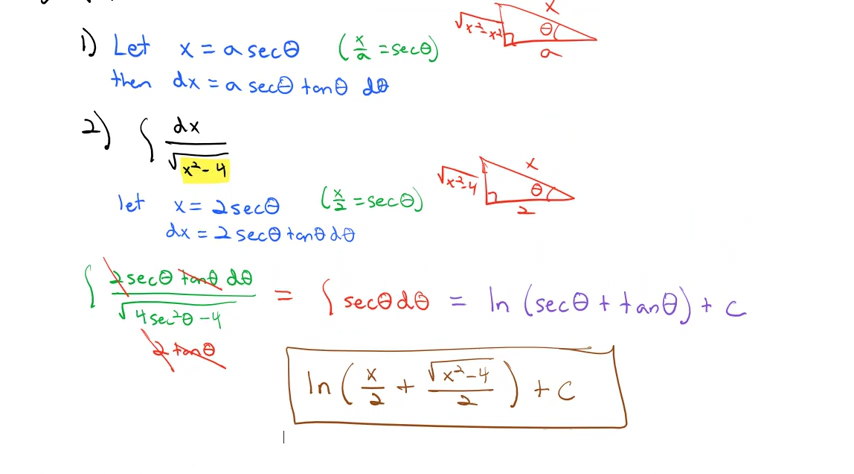 x
√x²-x²
θ
a
1) Let x = a secθ (x/a = secθ)
then dx = a secθ tanθ dθ
2) ∫ dx/√(x²-4)
x
√x²-4
θ
2
let x = 2secθ (x/2 = secθ)
dx = 2secθ tanθ dθ
∫ 2secθ tanθ dθ/√(4sec²θ-4) = ∫ secθ dθ = ln (secθ + tanθ) + C
2 tanθ
ln (x/2 + √(x²-4)/2) + C